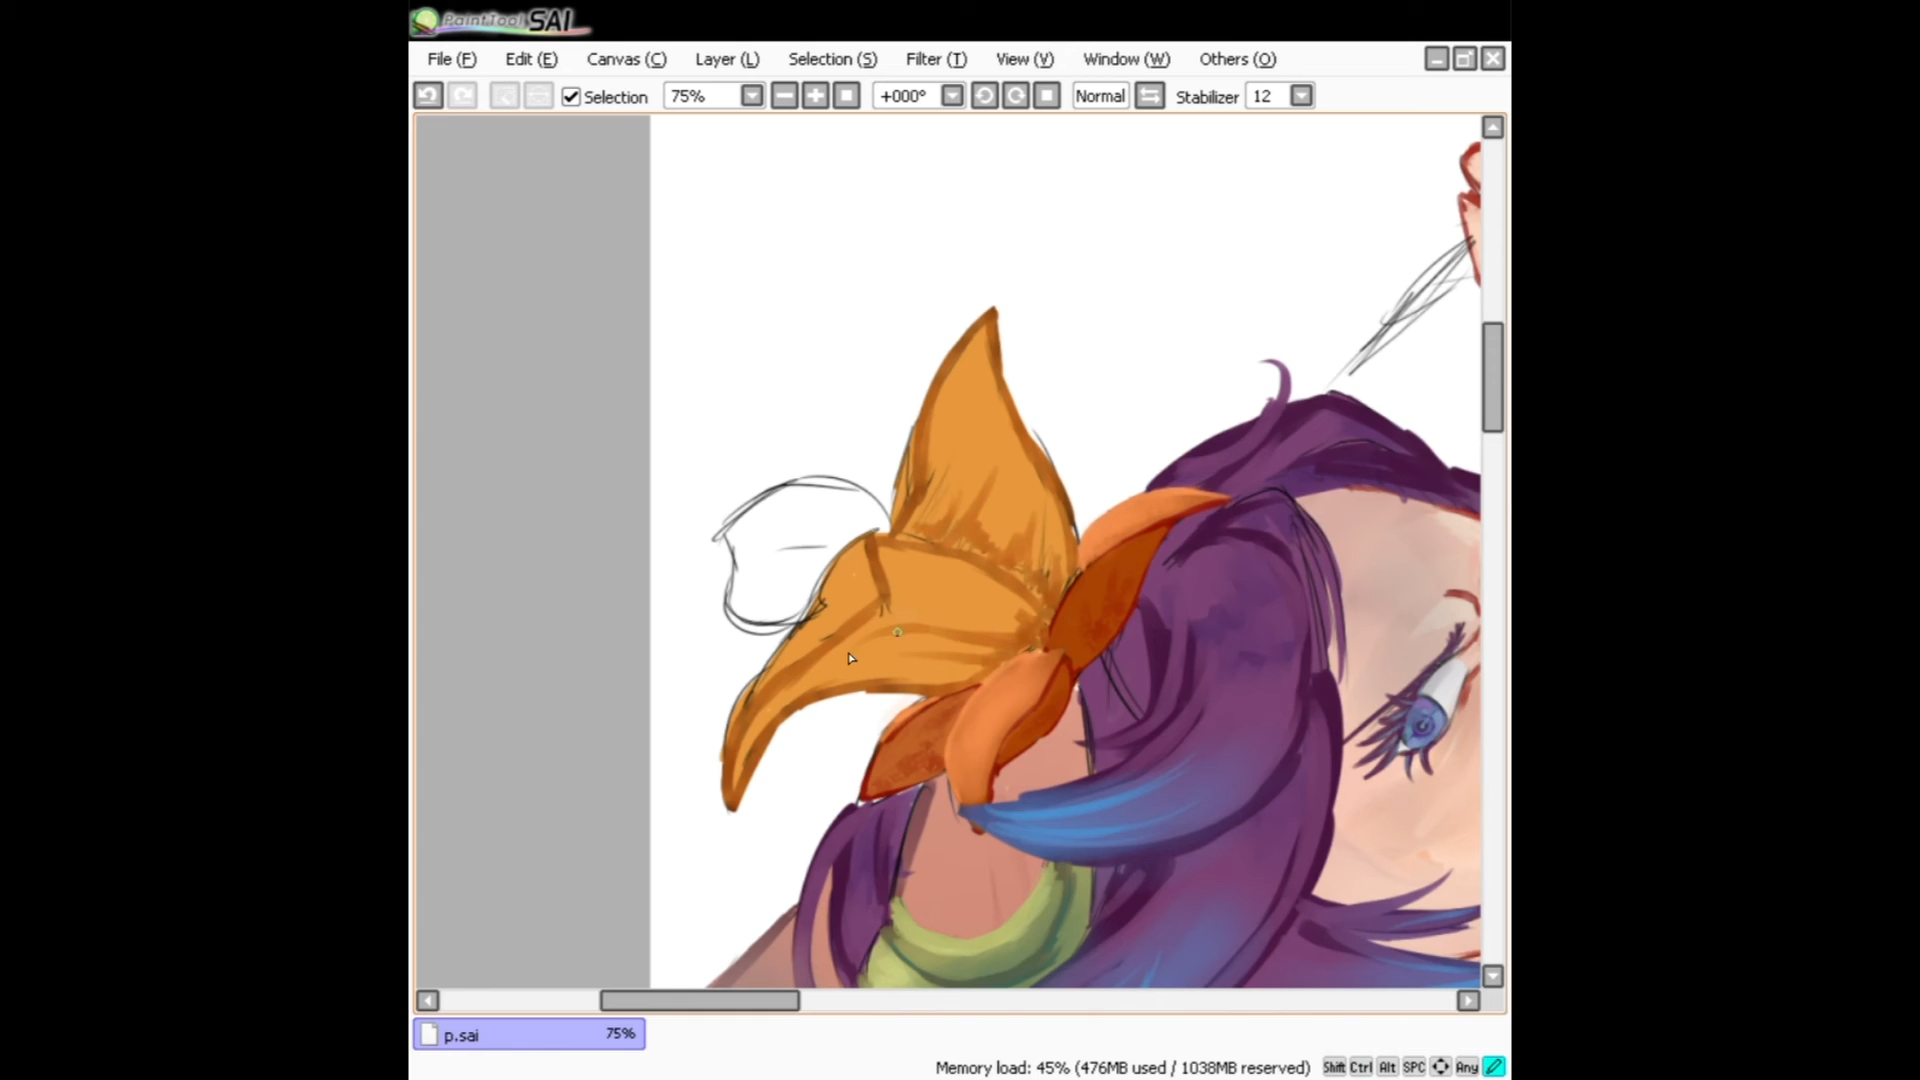 PaintTool SAI
File (F) Edit (E) Canvas (C) Layer (L) Selection (S) Filter (T) View (V) Window (W) Others (O)
Selection 75% +000° Normal Stabilizer 12
p.sai 75%
Memory load: 45% (476MB used / 1038MB reserved) Shift Ctrl Alt SPC Any